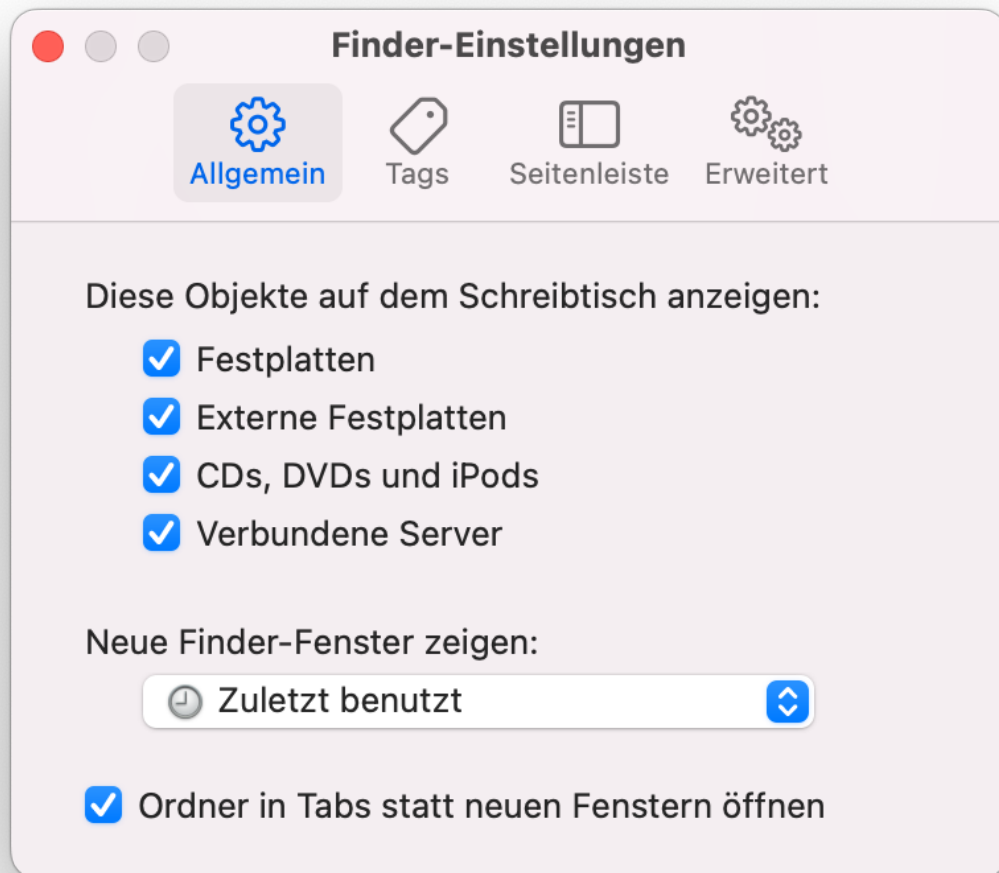 Finder-Einstellungen
Allgemein Tags Seitenleiste Erweitert
Diese Objekte auf dem Schreibtisch anzeigen:
Festplatten
Externe Festplatten
CDs, DVDs und iPods
Verbundene Server
Neue Finder-Fenster zeigen:
Zuletzt benutzt
Ordner in Tabs statt neuen Fenstern öffnen